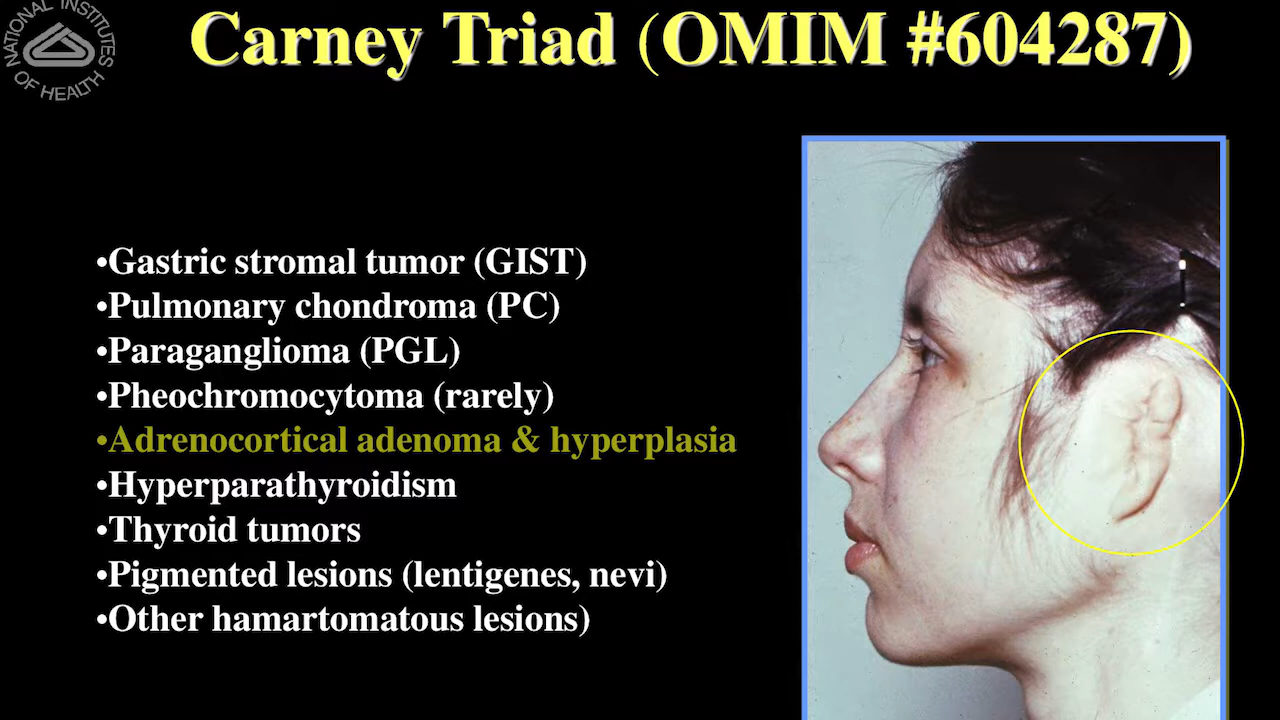 NATIONAL INSTITUTES
OF HEALTH
Carney Triad (OMIM #604287)
•Gastric stromal tumor (GIST)
•Pulmonary chondroma (PC)
•Paraganglioma (PGL)
•Pheochromocytoma (rarely)
•Adrenocortical adenoma & hyperplasia
•Hyperparathyroidism
•Thyroid tumors
•Pigmented lesions (lentigenes, nevi)
•Other hamartomatous lesions)